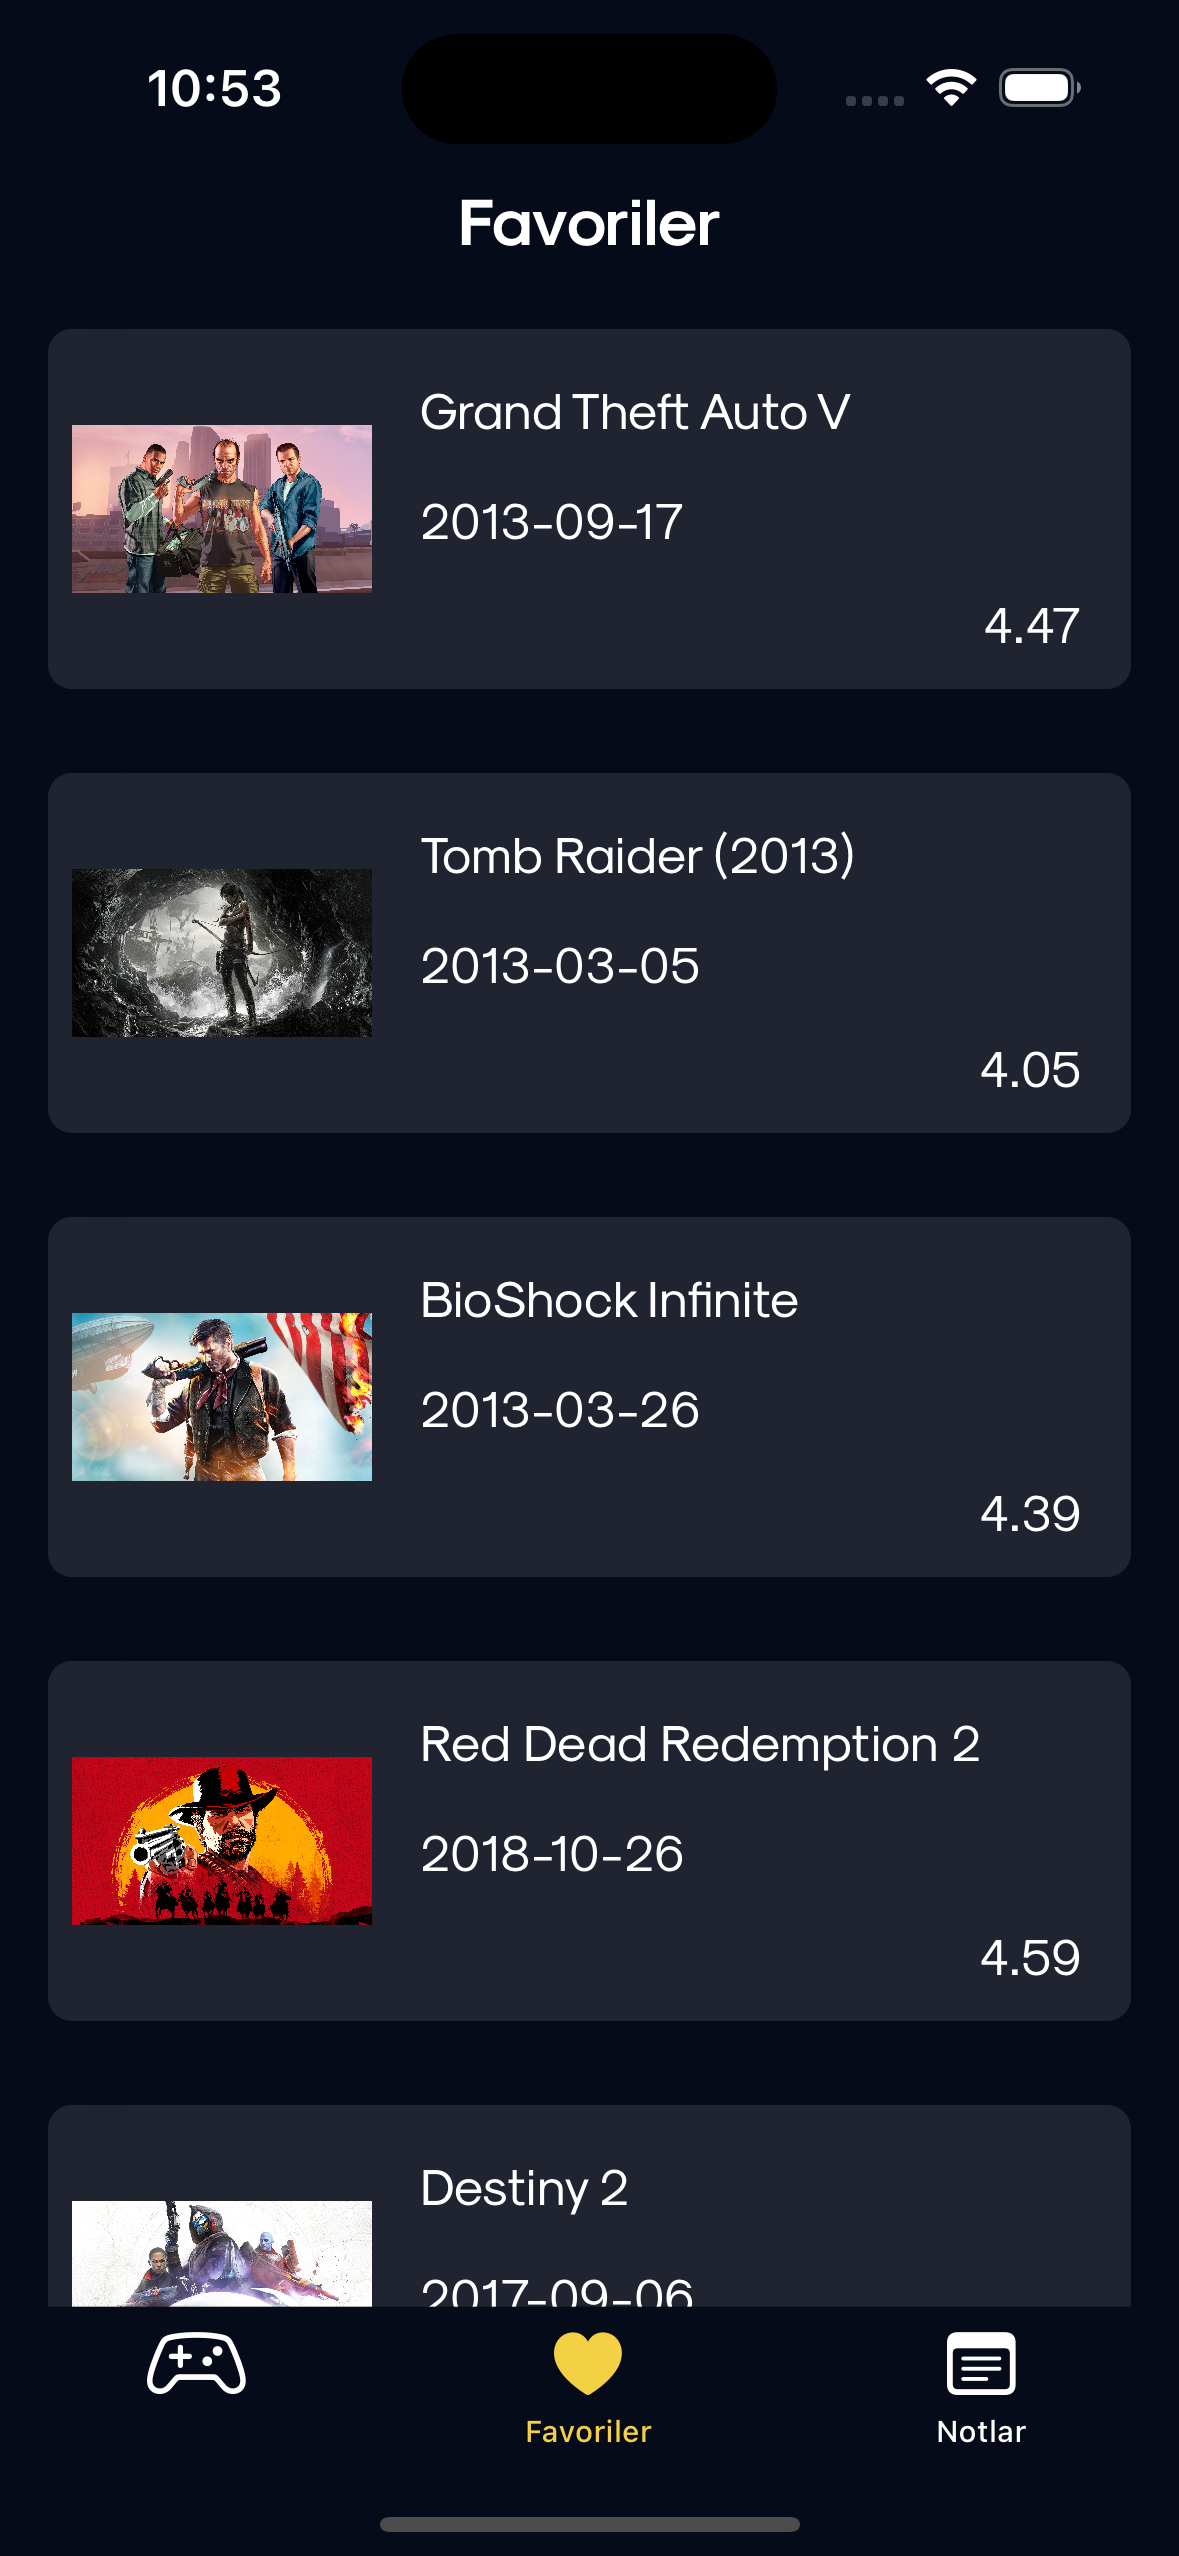 10:53
Favoriler
Grand Theft Auto V
2013-09-17
4.47
Tomb Raider (2013)
2013-03-05
4.05
BioShock Infinite
2013-03-26
4.39
Red Dead Redemption 2
2018-10-26
4.59
Destiny 2
2017-09-06
Favoriler
Notlar